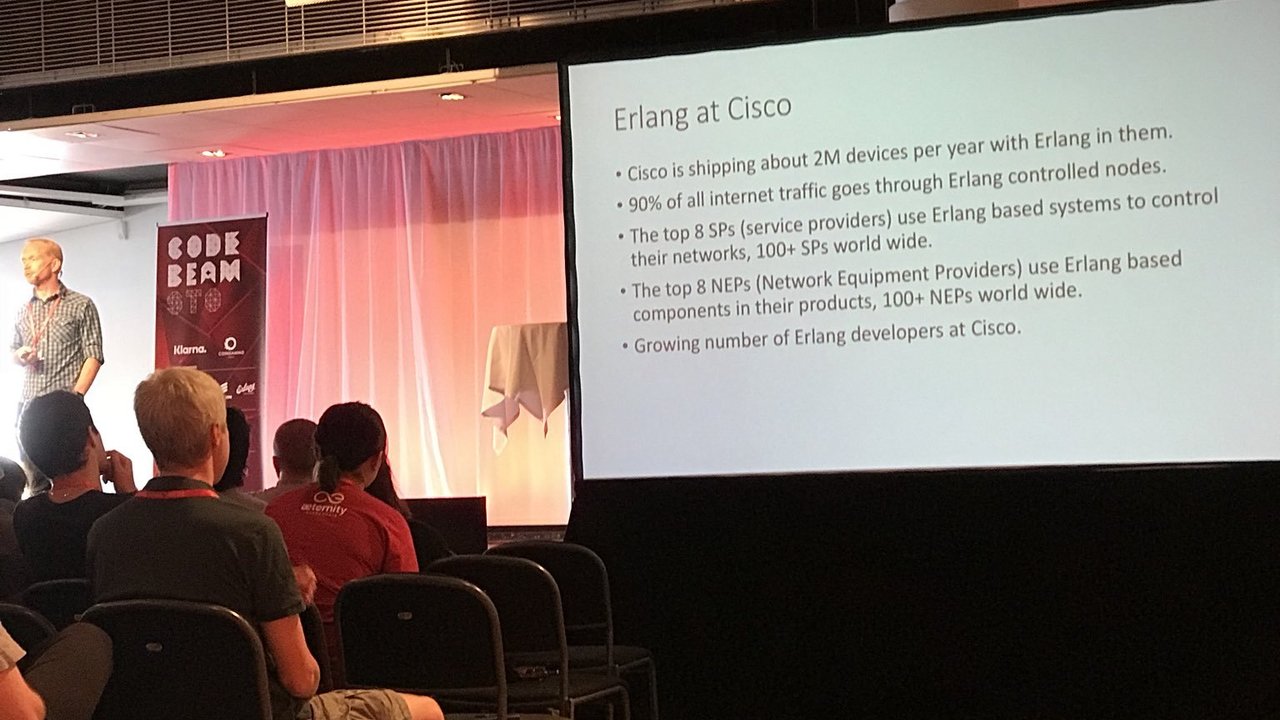 Erlang at Cisco
• Cisco is shipping about 2M devices per year with Erlang in them.
• 90% of all internet traffic goes through Erlang controlled nodes.
• The top 8 SPs (service providers) use Erlang based systems to control
their networks, 100+ SPs world wide.
• The top 8 NEPs (Network Equipment Providers) use Erlang based
components in their products, 100+ NEPs world wide.
• Growing number of Erlang developers at Cisco.
CODE
BEAM
STO
Klarna.
æternity